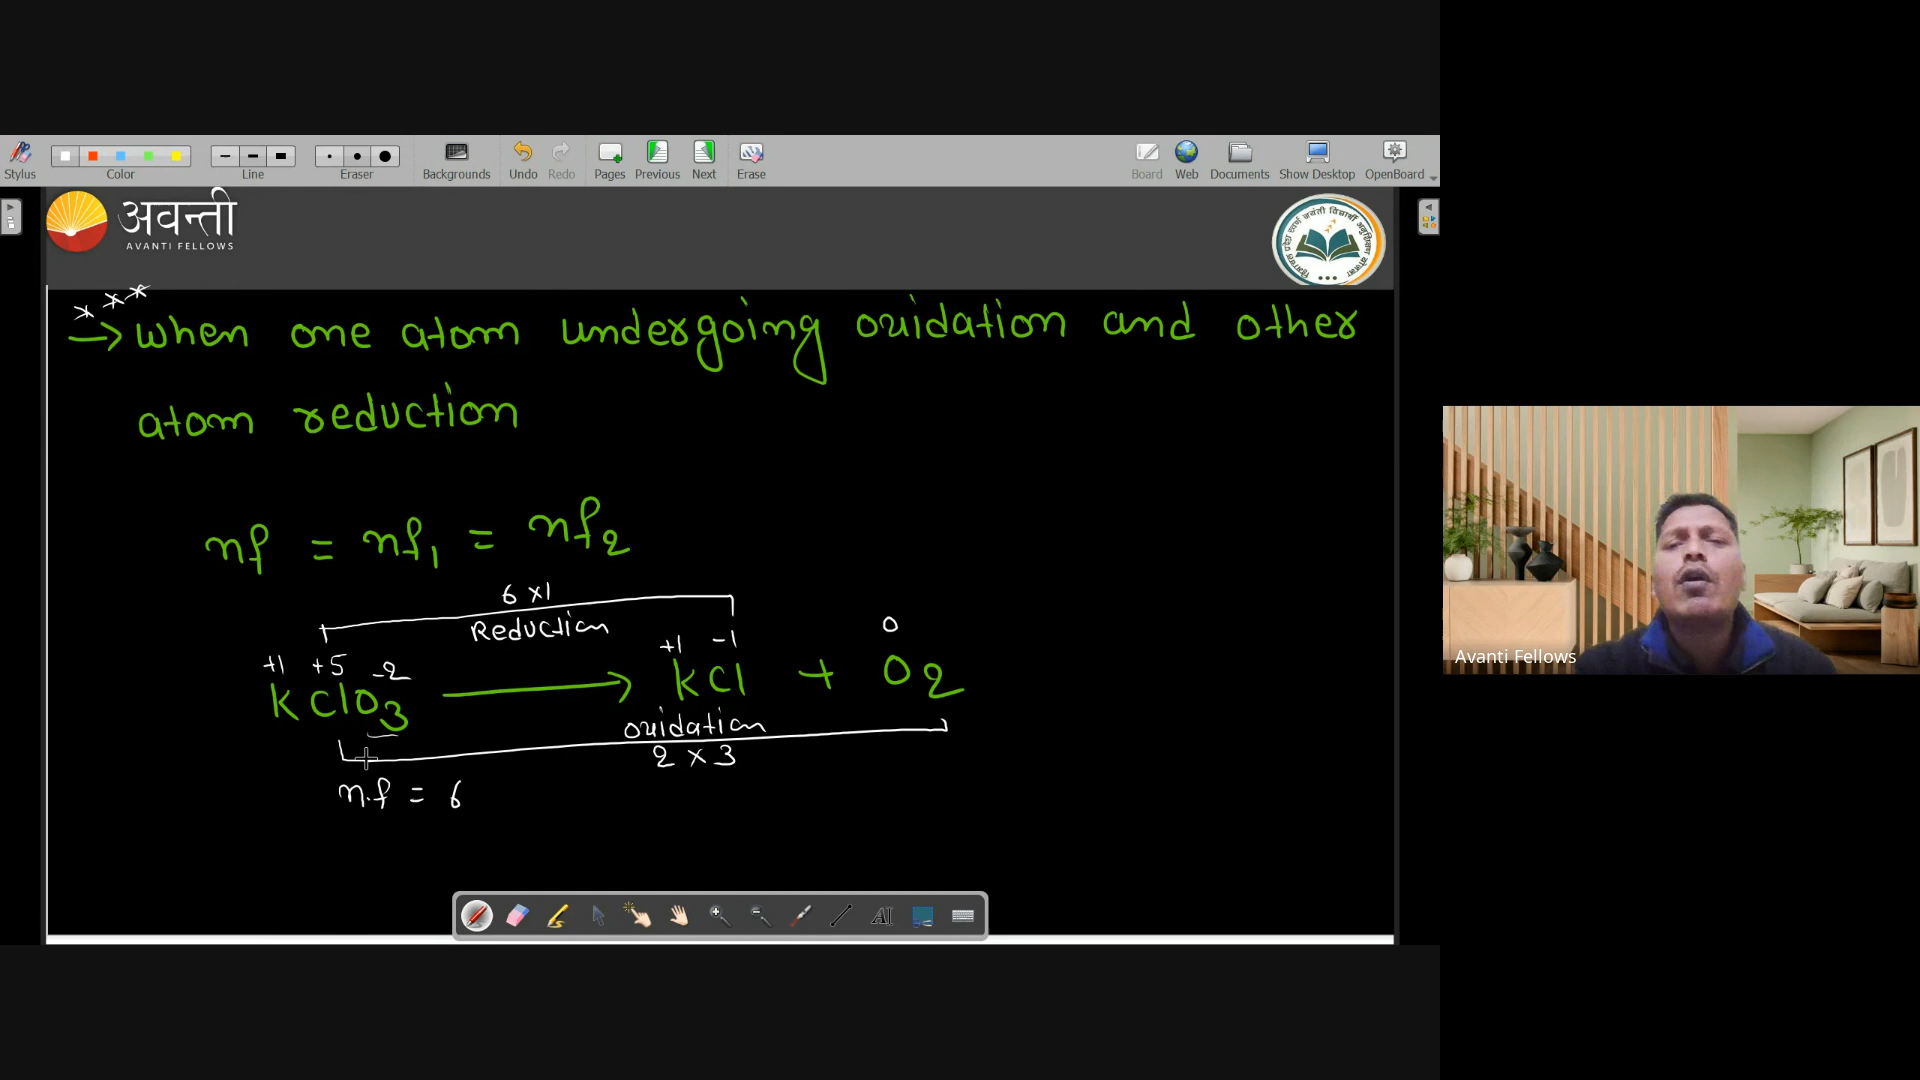 Stylus Color Line Eraser Backgrounds Undo Redo Pages Previous Next Erase Board Web Documents Show Desktop OpenBoard
अवन्ती
AVANTI FELLOWS
* * *
→ when one atom undergoing oxidation and other
atom reduction
nf = nf₁ = nf₂
6 x 1
Reduction
+1 +5 -2 +1 -1 0
KClO₃ → KCl + O₂
oxidation
2 x 3
n.f = 6
Avanti Fellows